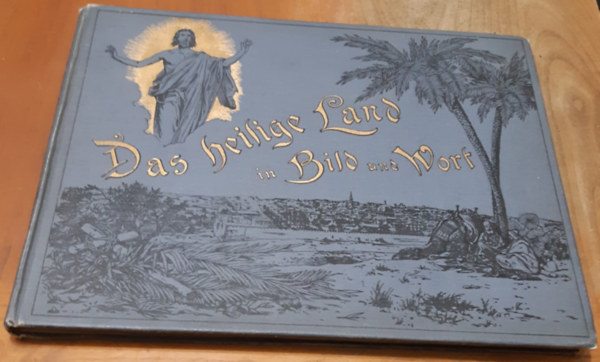 Das heilige Land
in Bild und Wort